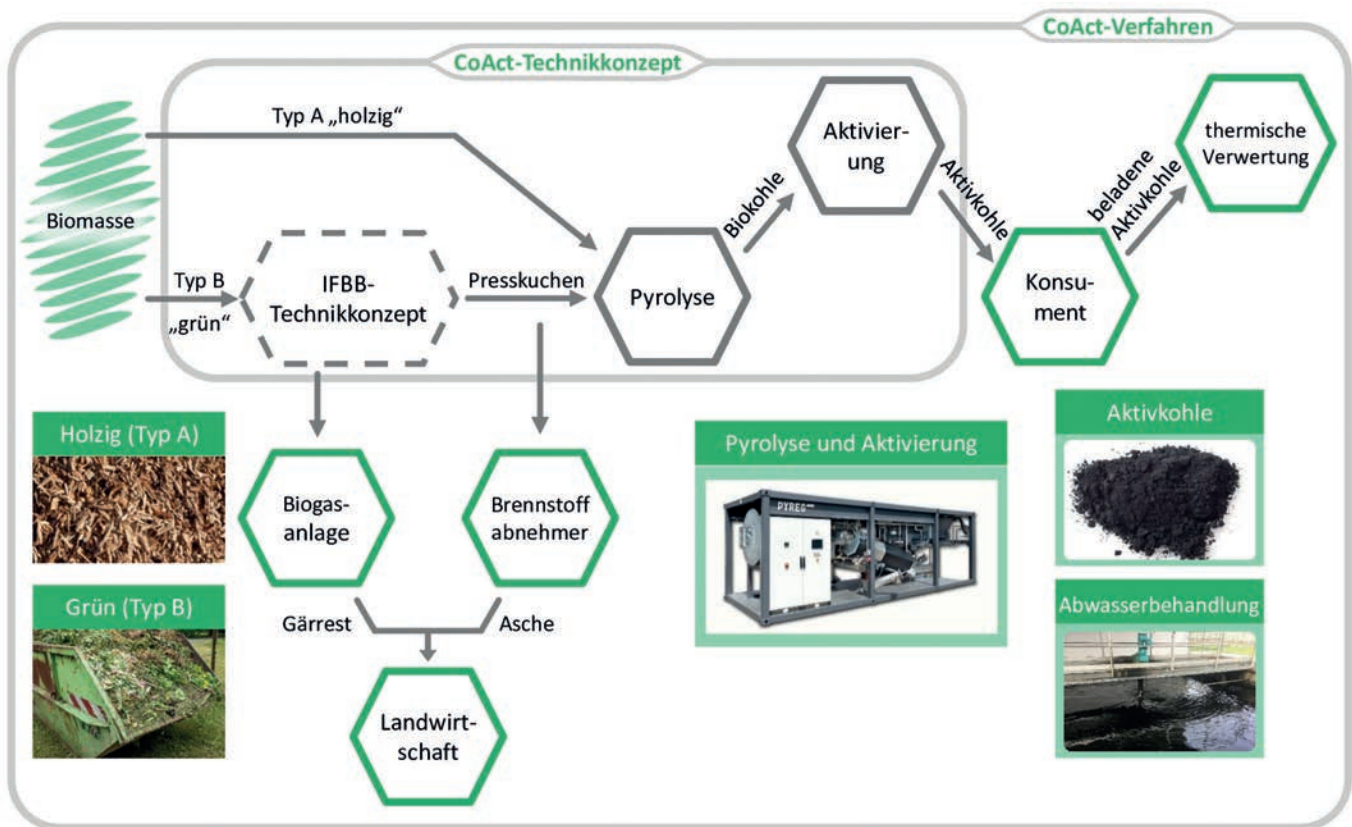 CoAct-Verfahren
CoAct-Technikkonzept
Typ A „holzig“
Aktivier-
ung
thermische
Verwertung
Biomasse
Biokohle
Aktivkohle
beladene
Aktivkohle
Typ B
„grün“
IFBB-
Technikkonzept
Presskuchen
Pyrolyse
Konsu-
ment
Holzig (Typ A)
Biogas-
anlage
Brennstoff
abnehmer
Pyrolyse und Aktivierung
PYREG
Aktivkohle
Grün (Typ B)
Gärrest
Asche
Abwasserbehandlung
Landwirt-
schaft